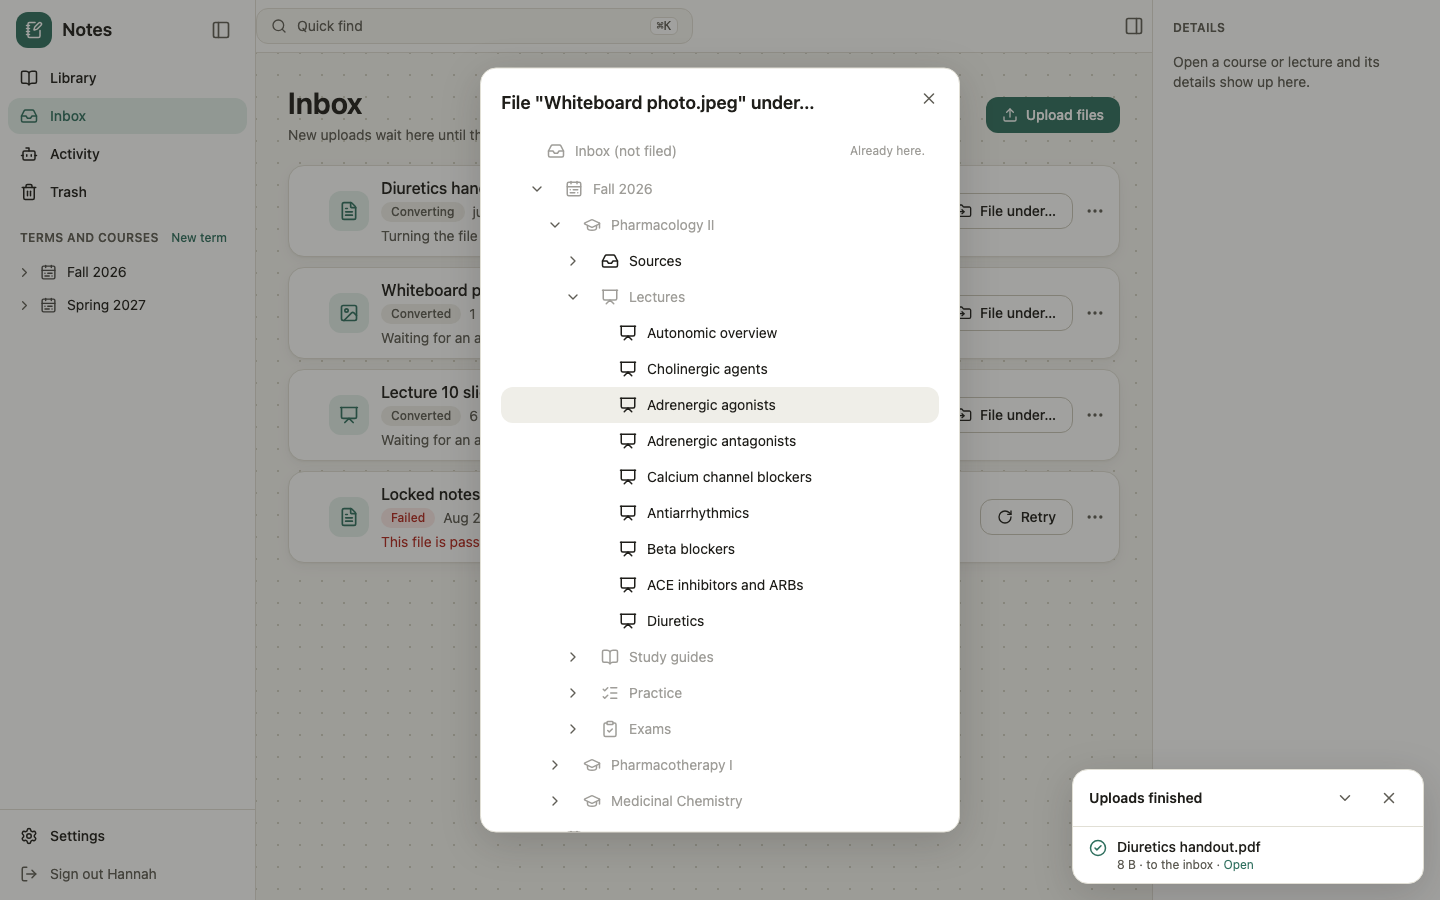 Notes
Quick find
⌘K
Library
Inbox
Activity
Trash
TERMS AND COURSES
New term
Fall 2026
Spring 2027
Settings
Sign out Hannah
Inbox
New uploads wait here until th
Upload files
Diuretics han
Converting
Turning the file
File under...
Whiteboard p
Converted 1
Waiting for an a
File under...
Lecture 10 sli
Converted 6
Waiting for an a
File under...
Locked notes
Failed Aug 2
This file is pass
Retry
File "Whiteboard photo.jpeg" under...
Inbox (not filed) Already here.
Fall 2026
Pharmacology II
Sources
Lectures
Autonomic overview
Cholinergic agents
Adrenergic agonists
Adrenergic antagonists
Calcium channel blockers
Antiarrhythmics
Beta blockers
ACE inhibitors and ARBs
Diuretics
Study guides
Practice
Exams
Pharmacotherapy I
Medicinal Chemistry
DETAILS
Open a course or lecture and its
details show up here.
Uploads finished
Diuretics handout.pdf
8 B · to the inbox · Open